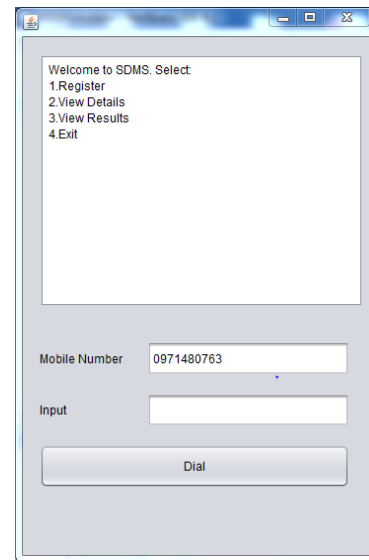 Welcome to SDMS. Select:
1.Register
2.View Details
3.View Results
4.Exit
Mobile Number 0971480763
Input
Dial